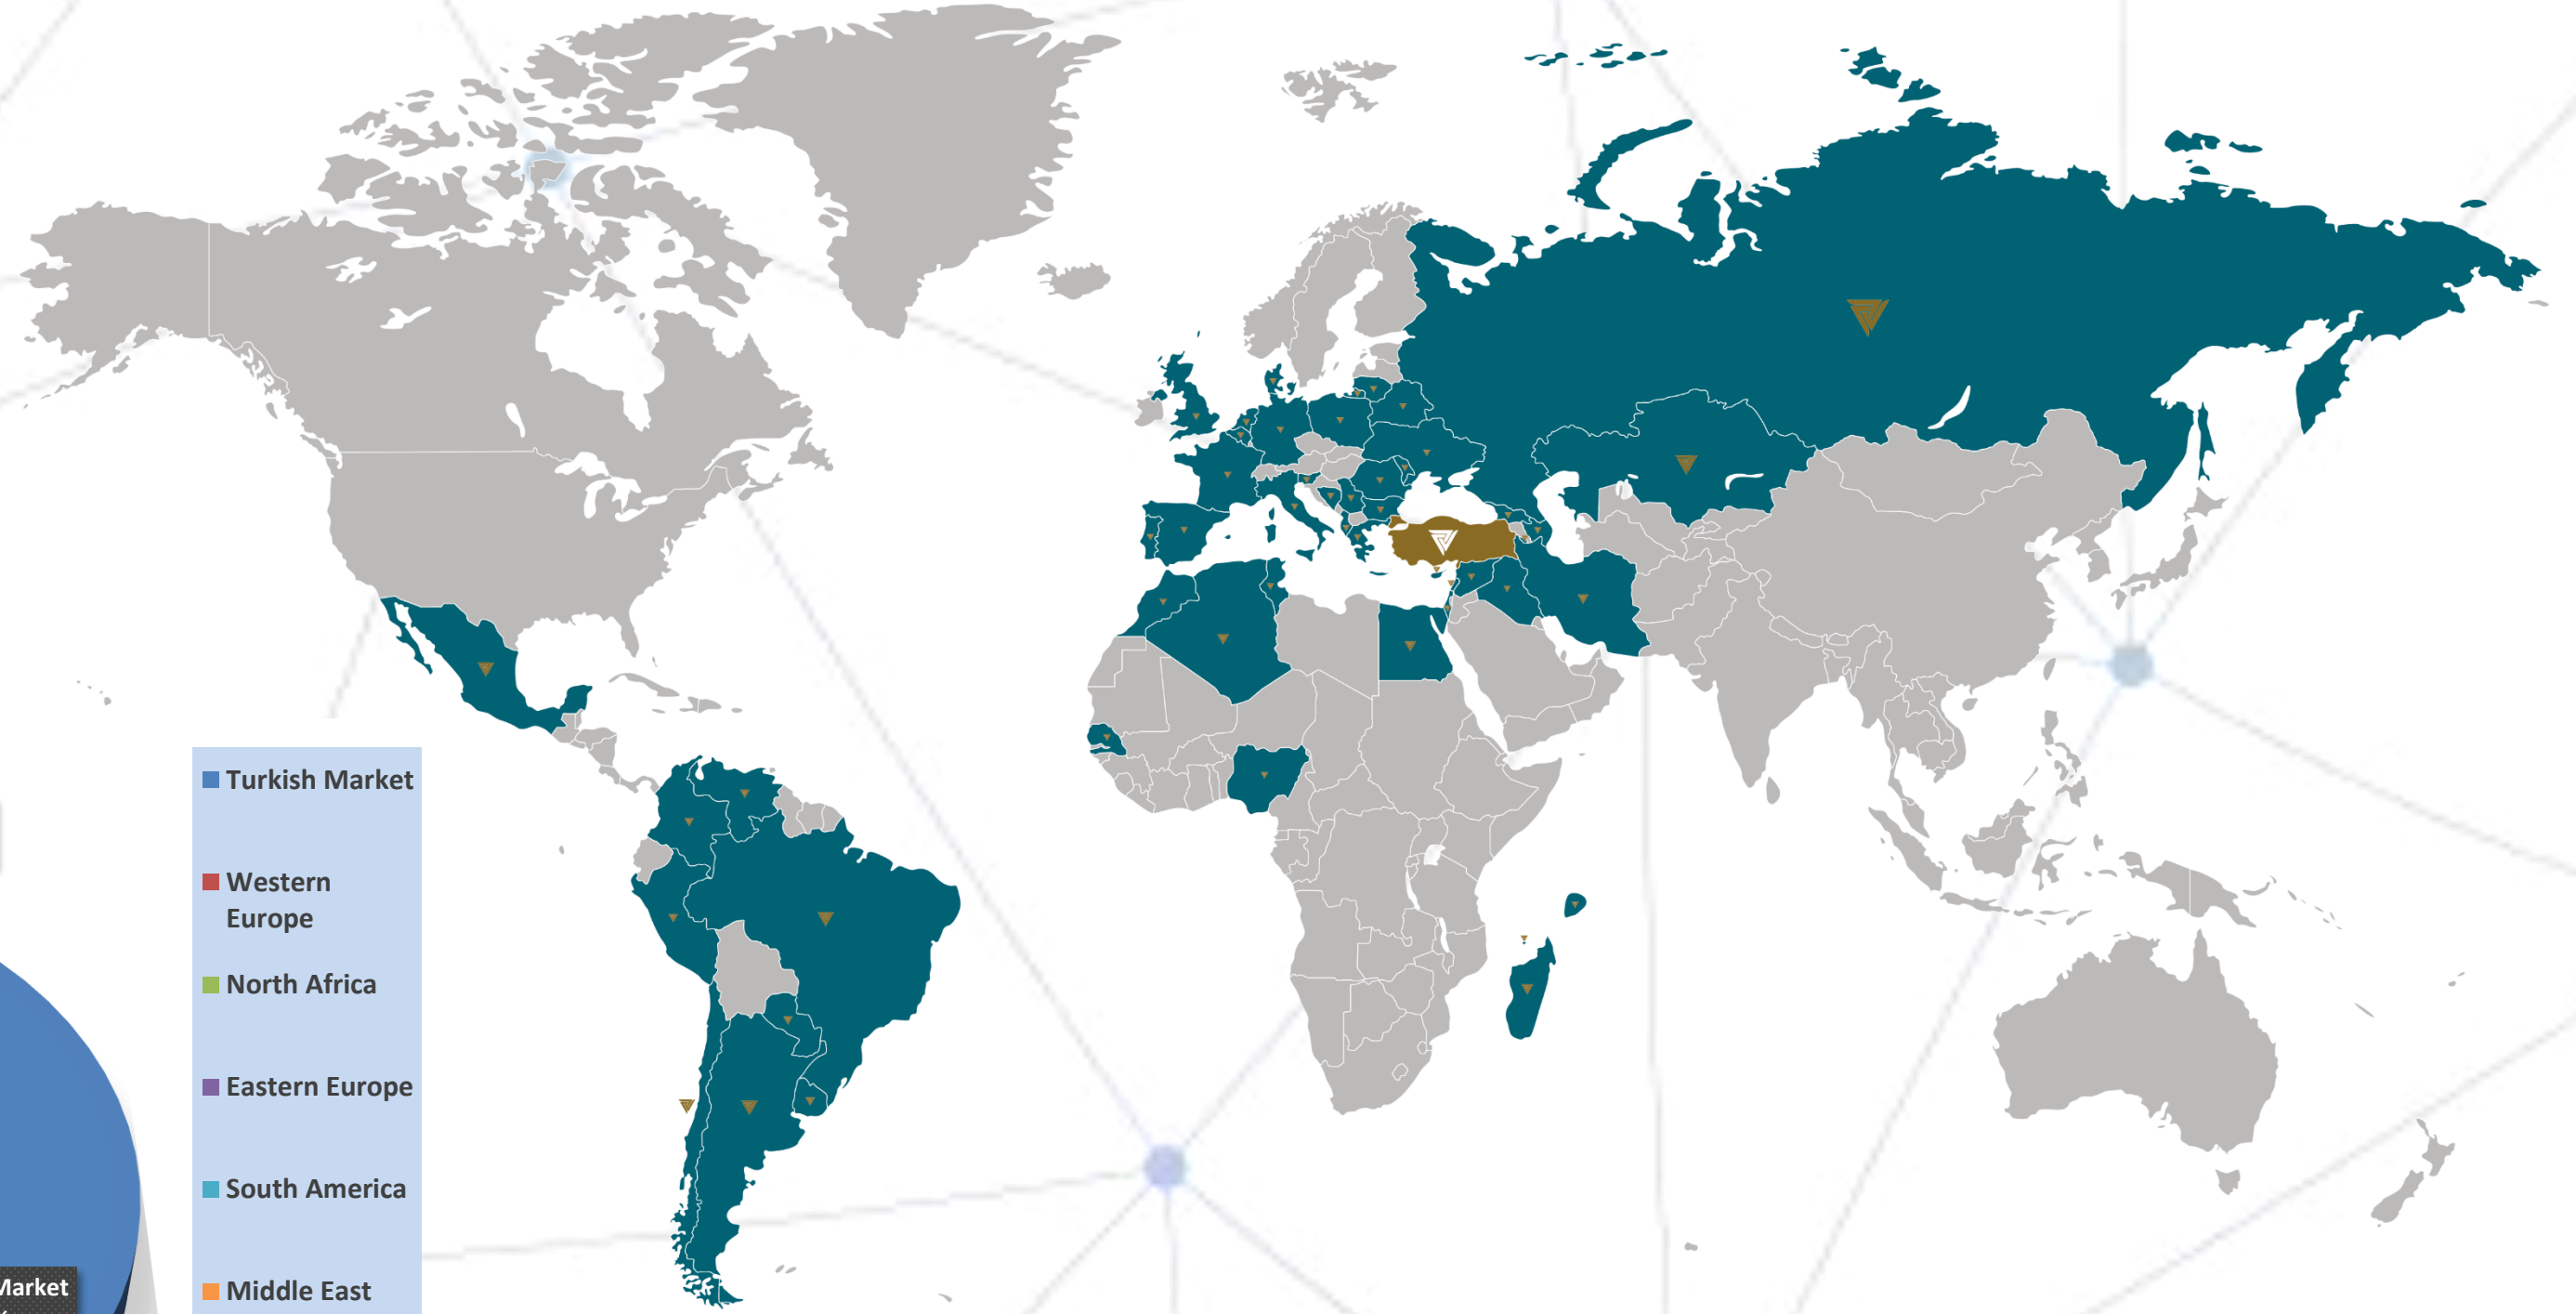 Turkish Market
Western
Europe
North Africa
Eastern Europe
South America
Middle East
Market